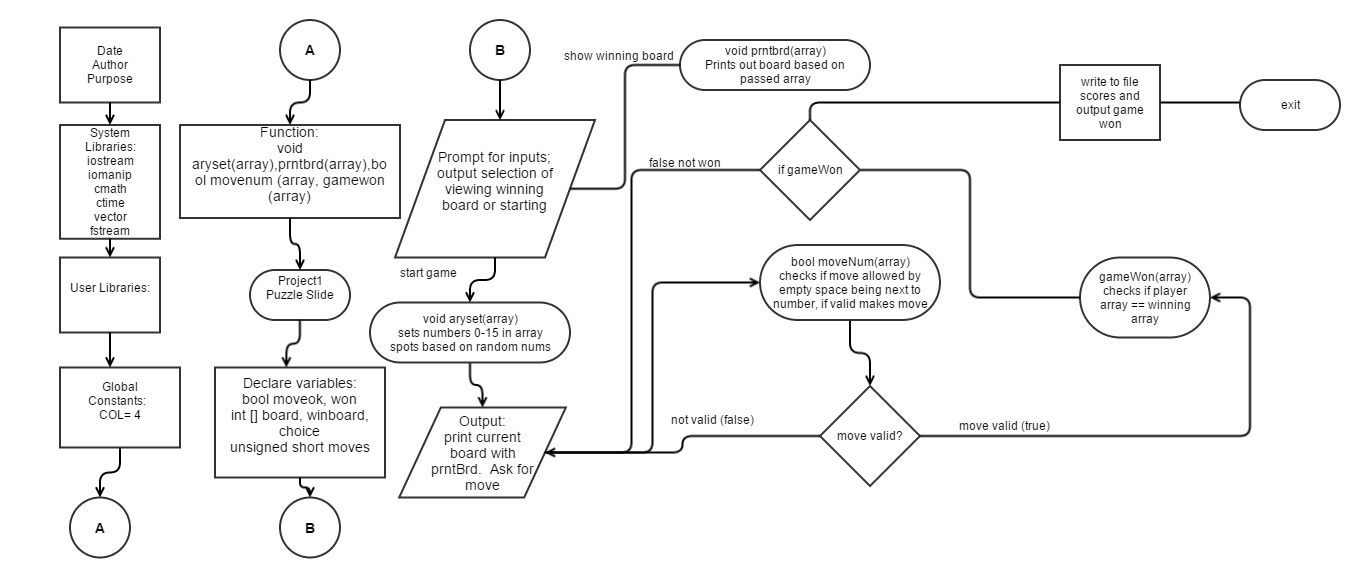 Date
Author
Purpose
System
Libraries:
iostream
iomanip
cmath
ctime
vector
fstream
User Libraries:
Global
Constants:
COL= 4
A
A
Function:
void
aryset(array),prntbrd(array),bo
ol movenum (array, gamewon
(array)
Project1
Puzzle Slide
Declare variables:
bool moveok, won
int [] board, winboard,
choice
unsigned short moves
B
B
Prompt for inputs;
output selection of
viewing winning
board or starting
show winning board
void prntbrd(array)
Prints out board based on
passed array
start game
void aryset(array)
sets numbers 0-15 in array
spots based on random nums
Output:
print current
board with
prntBrd.  Ask for
move
false not won
if gameWon
write to file
scores and
output game
won
exit
bool moveNum(array)
checks if move allowed by
empty space being next to
number, if valid makes move
gameWon(array)
checks if player
array == winning
array
not valid (false)
move valid?
move valid (true)